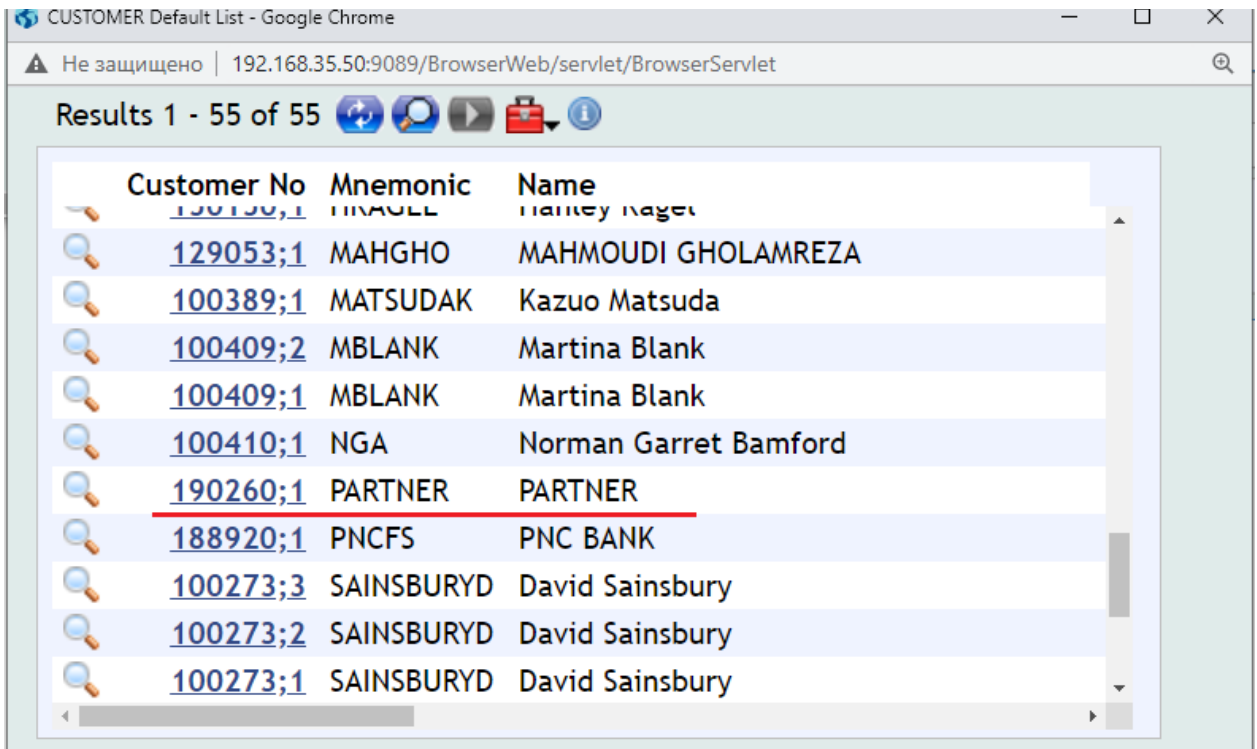 CUSTOMER Default List - Google Chrome
Не защищено | 192.168.35.50:9089/BrowserWeb/servlet/BrowserServlet
Results 1 - 55 of 55
Customer No Mnemonic Name
129053;1 MAHGHO MAHMOUDI GHOLAMREZA
100389;1 MATSUDAK Kazuo Matsuda
100409;2 MBLANK Martina Blank
100409;1 MBLANK Martina Blank
100410;1 NGA Norman Garret Bamford
190260;1 PARTNER PARTNER
188920;1 PNCFS PNC BANK
100273;3 SAINSBURYD David Sainsbury
100273;2 SAINSBURYD David Sainsbury
100273;1 SAINSBURYD David Sainsbury